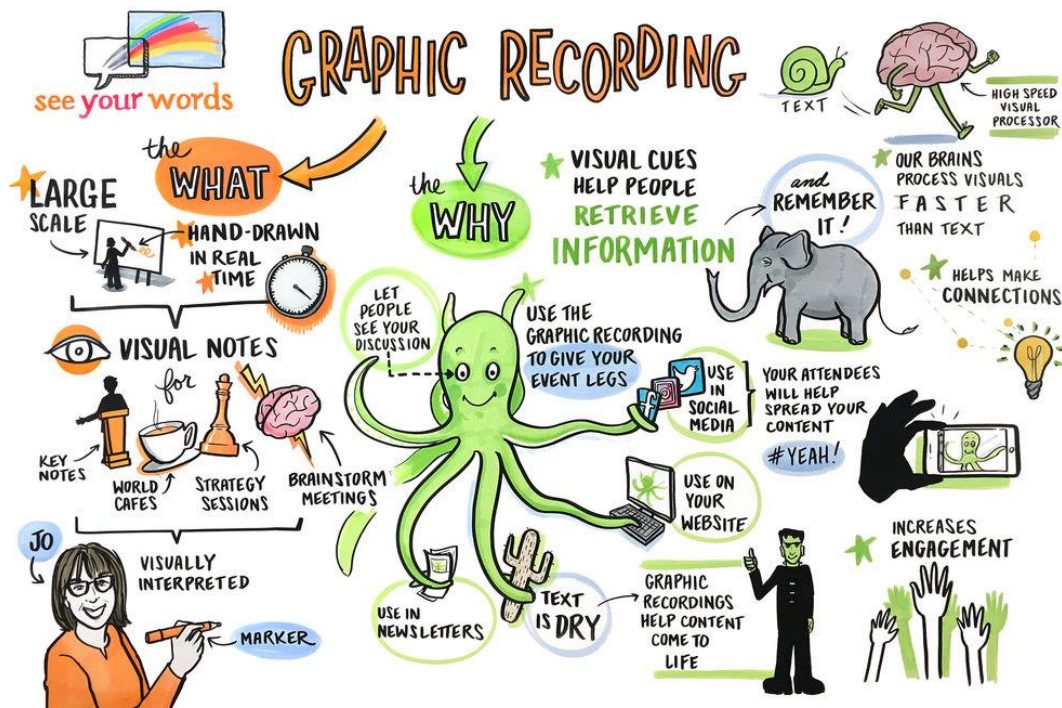 see your words
GRAPHIC RECORDING
TEXT
HIGH SPEED
VISUAL
PROCESSOR
the
WHAT
LARGE
SCALE
HAND-DRAWN
IN REAL
TIME
VISUAL NOTES
for
KEY
NOTES
WORLD
CAFES
STRATEGY
SESSIONS
BRAINSTORM
MEETINGS
JO
VISUALLY
INTERPRETED
MARKER
the
WHY
VISUAL CUES
HELP PEOPLE
RETRIEVE
INFORMATION
and
REMEMBER
IT!
OUR BRAINS
PROCESS VISUALS
FASTER
THAN TEXT
HELPS MAKE
CONNECTIONS
LET
PEOPLE
SEE YOUR
DISCUSSION
USE THE
GRAPHIC RECORDING
TO GIVE YOUR
EVENT LEGS
f
USE
IN
SOCIAL
MEDIA
YOUR ATTENDEES
WILL HELP
SPREAD YOUR
CONTENT
#YEAH!
USE ON
YOUR
WEBSITE
USE IN
NEWSLETTERS
TEXT
IS DRY
GRAPHIC
RECORDINGS
HELP CONTENT
COME TO
LIFE
INCREASES
ENGAGEMENT